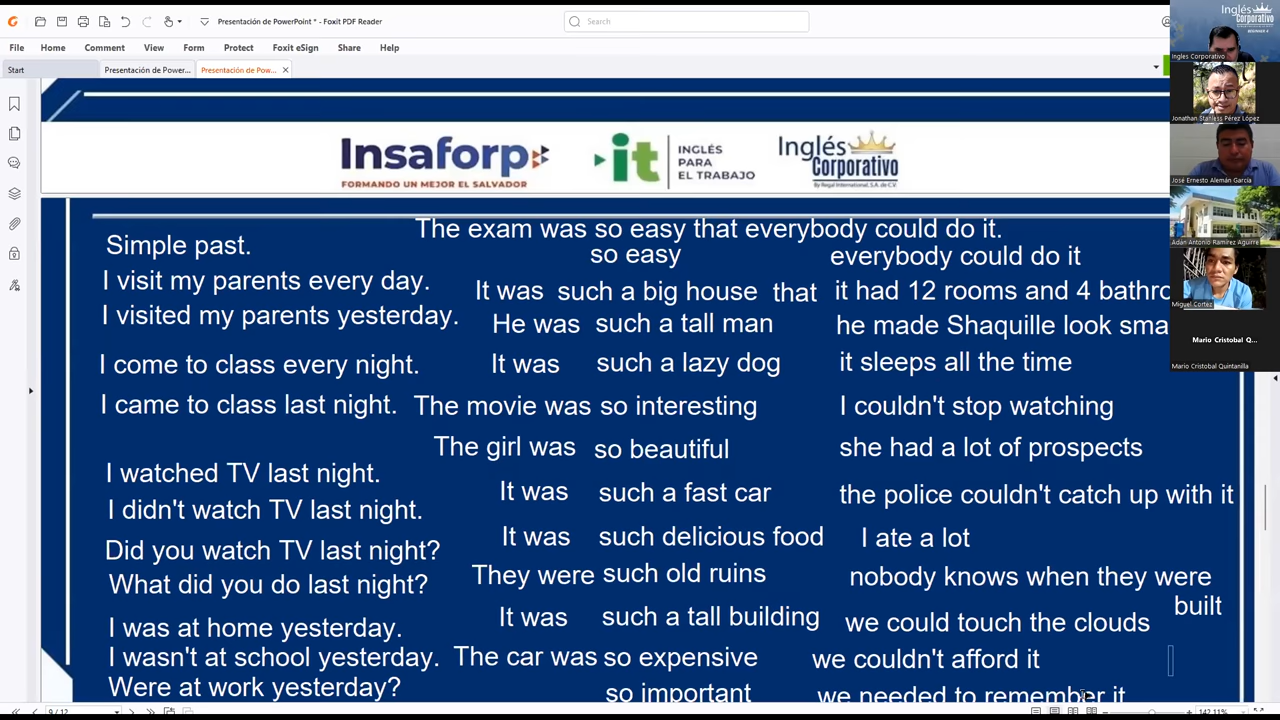 Presentación de PowerPoint * - Foxit PDF Reader
Search
File Home Comment View Form Protect Foxit eSign Share Help
Start Presentación de Power... Presentación de Pow...
Insaforp
FORMANDO UN MEJOR EL SALVADOR
it INGLÉS PARA EL TRABAJO
Inglés Corporativo
By Regal International, S.A. de C.V.
Simple past.
I visit my parents every day.
I visited my parents yesterday.
I come to class every night.
I came to class last night.
I watched TV last night.
I didn't watch TV last night.
Did you watch TV last night?
What did you do last night?
I was at home yesterday.
I wasn't at school yesterday.
Were at work yesterday?
The exam was so easy that everybody could do it.
so easy everybody could do it
It was such a big house that it had 12 rooms and 4 bathro
He was such a tall man he made Shaquille look sma
It was such a lazy dog it sleeps all the time
The movie was so interesting I couldn't stop watching
The girl was so beautiful she had a lot of prospects
It was such a fast car the police couldn't catch up with it
It was such delicious food I ate a lot
They were such old ruins nobody knows when they were
built
It was such a tall building we could touch the clouds
The car was so expensive we couldn't afford it
so important we needed to remember it
Inglés
Corporativo
BEGINNER 4
Ingles Corporativo
Jonathan Stanless Pérez López
José Ernesto Alemán García
Adán Antonio Ramírez Aguirre
Miguel Cortez
Mario Cristobal Q...
Mario Cristobal Quintanilla
9 / 12
142.11%